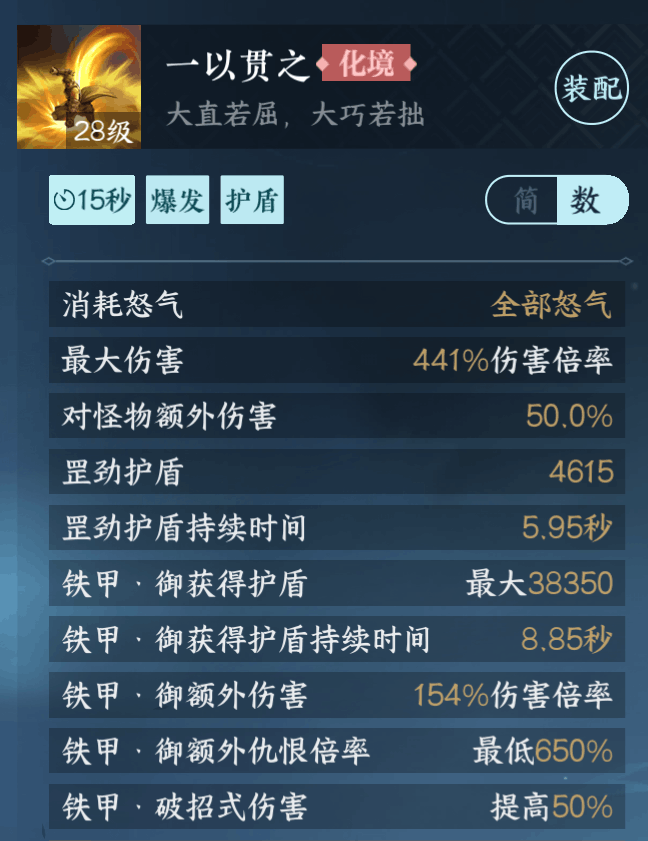 一以贯之 化境
大直若屈，大巧若拙
28级
装配
15秒 爆发 护盾
简 数
消耗怒气 全部怒气
最大伤害 441%伤害倍率
对怪物额外伤害 50.0%
罡劲护盾 4615
罡劲护盾持续时间 5.95秒
铁甲·御获得护盾 最大38350
铁甲·御获得护盾持续时间 8.85秒
铁甲·御额外伤害 154%伤害倍率
铁甲·御额外仇恨倍率 最低650%
铁甲·破招式伤害 提高50%